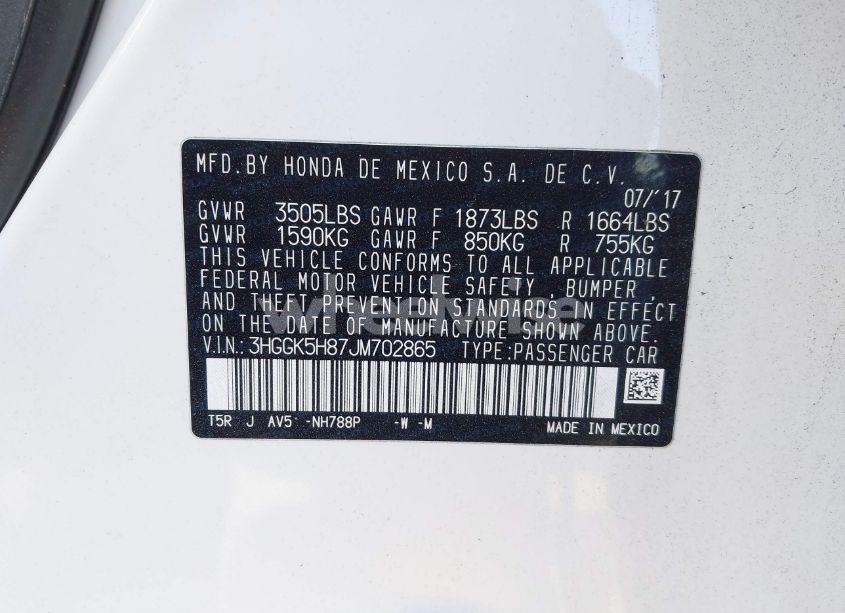 MFD.BY HONDA DE MEXICO S.A. DE C.V.
07/'17
GVWR 3505LBS GAWR F 1873LBS R 1664LBS
GVWR 1590KG GAWR F 850KG R 755KG
THIS VEHICLE CONFORMS TO ALL APPLICABLE
FEDERAL MOTOR VEHICLE SAFETY , BUMPER ,
AND THEFT PREVENTION STANDARDS IN EFFECT
ON THE DATE OF MANUFACTURE SHOWN ABOVE.
V.I.N.: 3HGGK5H87JM702865 TYPE:PASSENGER CAR
T5R J AV5 -NH788P -W -M
MADE IN MEXICO